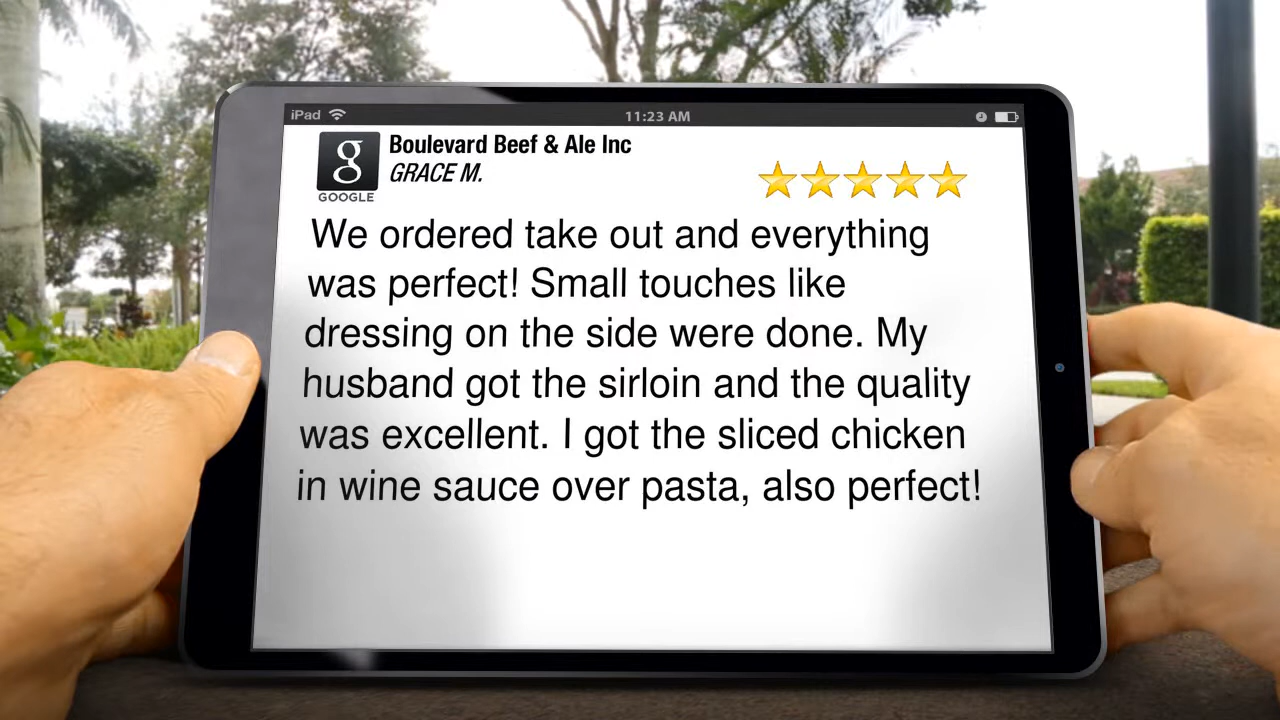 iPad 11:23 AM
g
GOOGLE
Boulevard Beef & Ale Inc
GRACE M.
We ordered take out and everything
was perfect! Small touches like
dressing on the side were done. My
husband got the sirloin and the quality
was excellent. I got the sliced chicken
in wine sauce over pasta, also perfect!